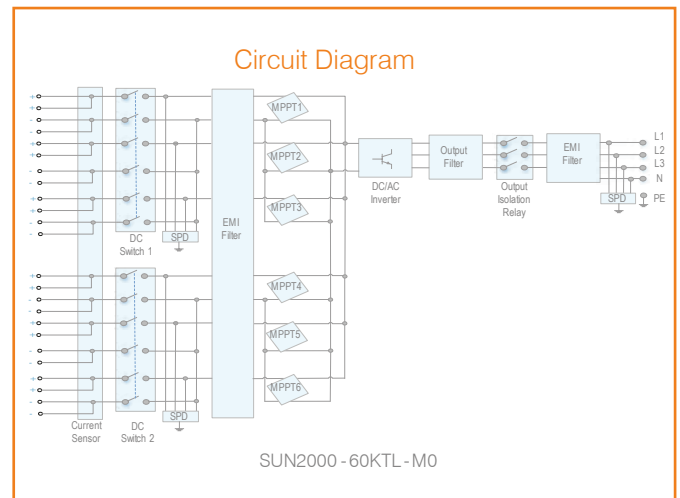 Circuit Diagram
+
+
-
-
+
+
-
-
+
+
-
-
+
+
-
-
+
+
-
-
+
+
-
-
Current
Sensor
DC
Switch 1
DC
Switch 2
SPD
SPD
EMI
Filter
MPPT1
MPPT2
MPPT3
MPPT4
MPPT5
MPPT6
DC/AC
Inverter
Output
Filter
Output
Isolation
Relay
EMI
Filter
L1
L2
L3
N
PE
SPD
SUN2000-60KTL-M0